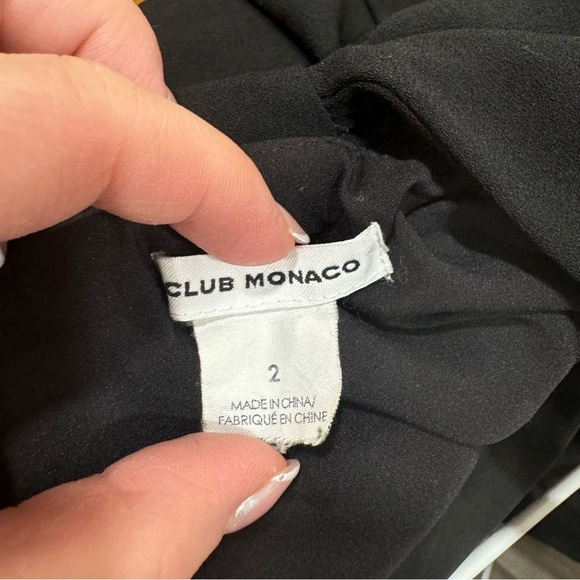 CLUB MONACO
2
MADE IN CHINA/
FABRIQUÉ EN CHINE